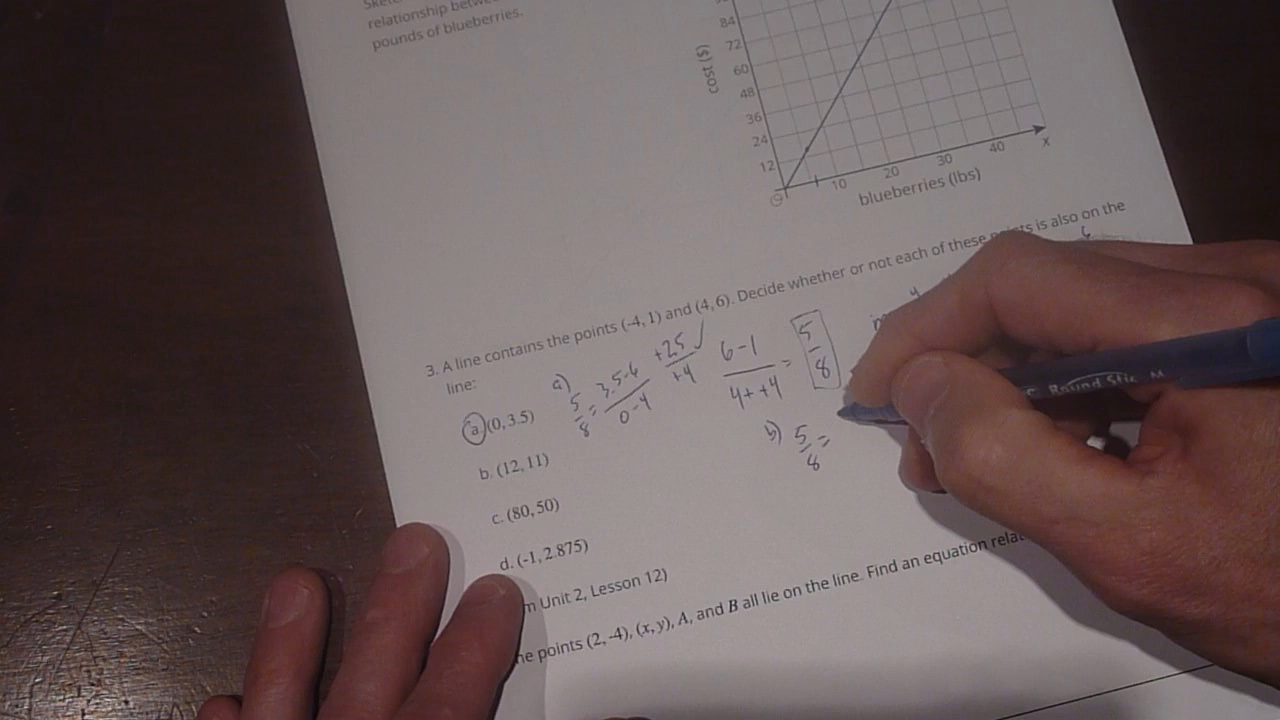 relationship
pounds of blueberries.
84
72
60
48
36
24
12
cost ($)
10 20 30 40 x
blueberries (lbs)
3. A line contains the points (-4, 1) and (4, 6). Decide whether or not each of these points is also on the
line:
a. (0, 3.5)
b. (12, 11)
c. (80, 50)
d. (-1, 2.875)
Unit 2, Lesson 12)
points (2, -4), (x, y), A, and B all lie on the line. Find an equation
a)
5/8 = 3.5-6/0-4
+2.5/+4 ✓
6-1/4++4 = 5/8
b) 5/8 =
Round Stic M